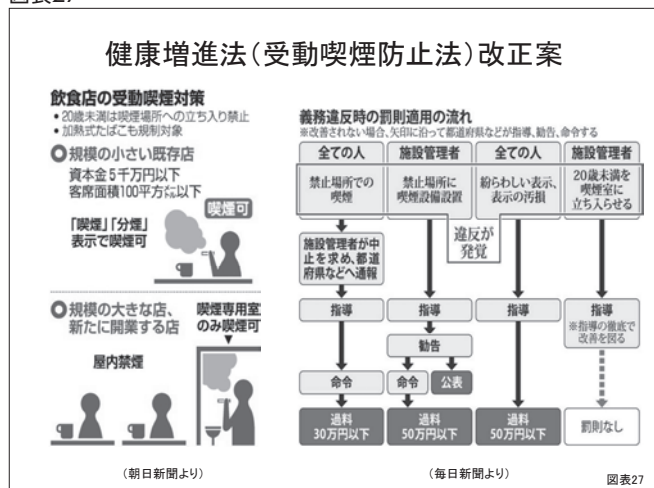 図表27
健康増進法（受動喫煙防止法）改正案
飲食店の受動喫煙対策
•20歳未満は喫煙場所への立ち入り禁止
•加熱式たばこも規制対象
規模の小さい既存店
資本金5千万円以下
客席面積100平方㍍以下
喫煙可
「喫煙」「分煙」
表示で喫煙可
規模の大きな店、
新たに開業する店
喫煙専用室
のみ喫煙可
屋内禁煙
（朝日新聞より）
義務違反時の罰則適用の流れ
※改善されない場合、矢印に沿って都道府県などが指導、勧告、命令する
全ての人
施設管理者
全ての人
施設管理者
禁止場所での
喫煙
禁止場所に
喫煙設備設置
紛らわしい表示、
表示の汚損
20歳未満を
喫煙室に
立ち入らせる
違反が
発覚
施設管理者が中
止を求め、都道
府県などへ通報
指導
指導
指導
指導
※指導の徹底で
改善を図る
勧告
命令
命令
公表
過料
30万円以下
過料
50万円以下
過料
50万円以下
罰則なし
（毎日新聞より）
図表27